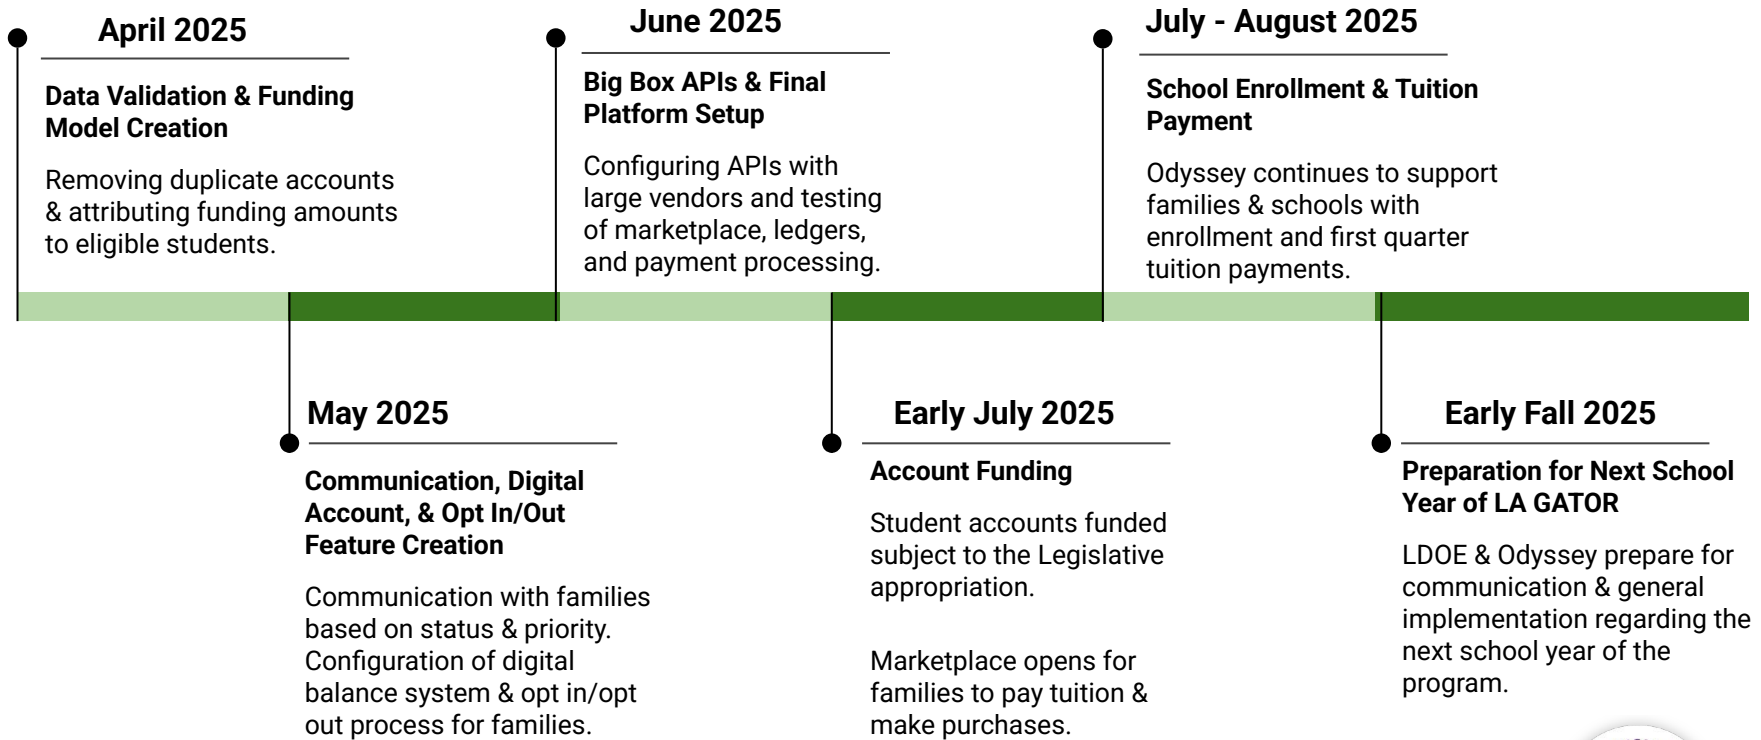 April 2025
Data Validation & Funding
Model Creation
Removing duplicate accounts
& attributing funding amounts
to eligible students.
May 2025
Communication, Digital
Account, & Opt In/Out
Feature Creation
Communication with families
based on status & priority.
Configuration of digital
balance system & opt in/opt
out process for families.
June 2025
Big Box APIs & Final
Platform Setup
Configuring APIs with
large vendors and testing
of marketplace, ledgers,
and payment processing.
Early July 2025
Account Funding
Student accounts funded
subject to the Legislative
appropriation.
Marketplace opens for
families to pay tuition &
make purchases.
July - August 2025
School Enrollment & Tuition
Payment
Odyssey continues to support
families & schools with
enrollment and first quarter
tuition payments.
Early Fall 2025
Preparation for Next School
Year of LA GATOR
LDOE & Odyssey prepare for
communication & general
implementation regarding the
next school year of the
program.